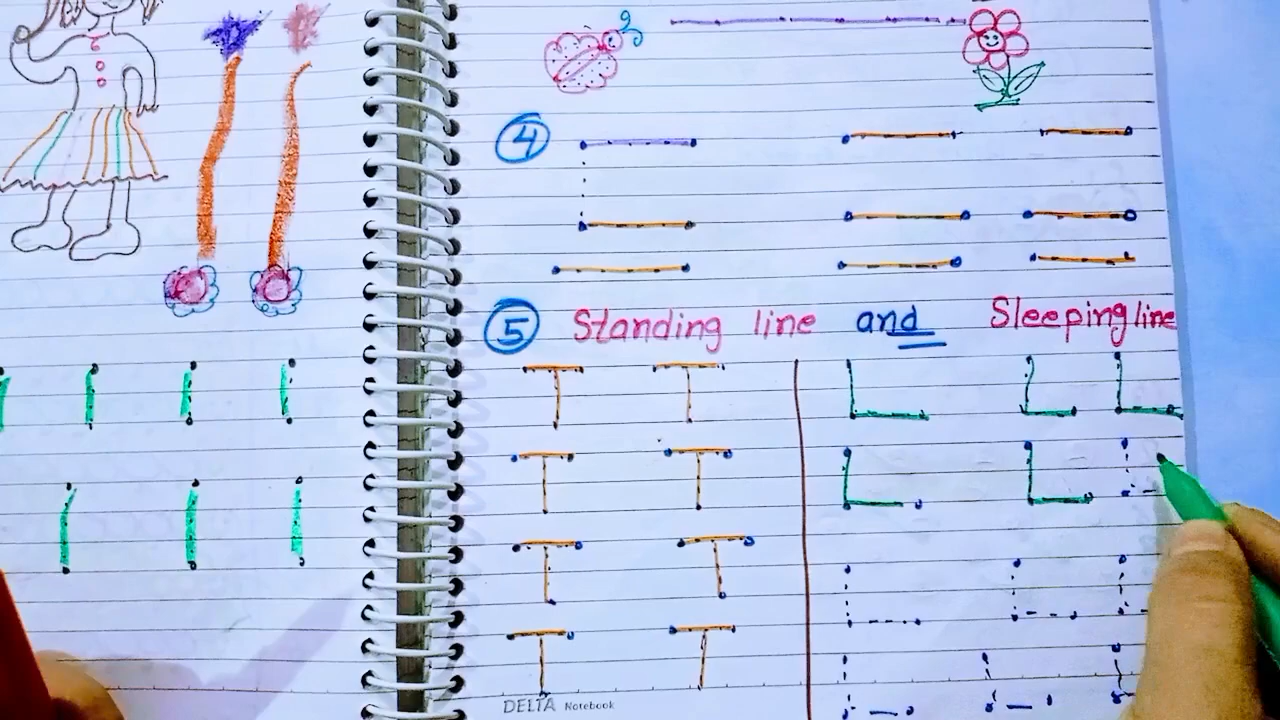 4
5 Standing line and Sleeping line
T T L L L
T T L L
T T
T T
DELTA Notebook